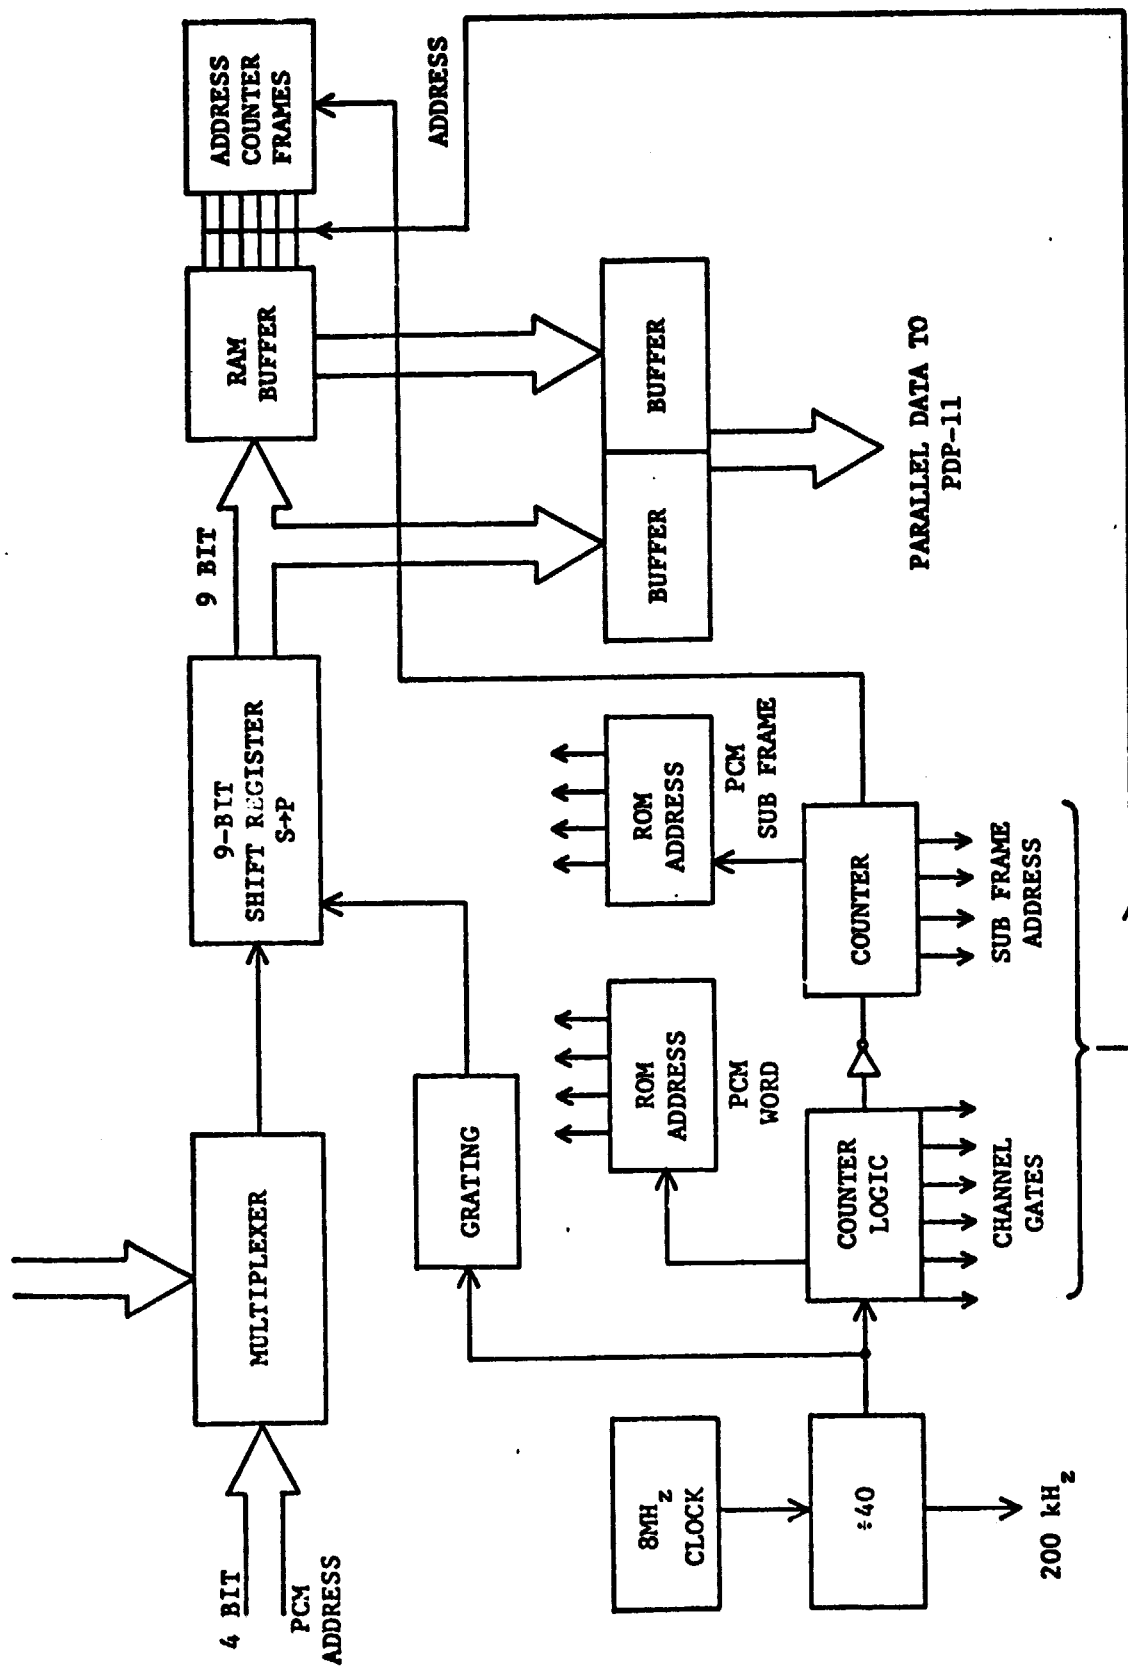 4 BIT
PCM
ADDRESS
MULTIPLEXER
9-BIT
SHIFT REGISTER
S→P
9 BIT
RAM
BUFFER
ADDRESS
COUNTER
FRAMES
ADDRESS
GRATING
BUFFER
BUFFER
PARALLEL DATA TO
PDP-11
8MHz
CLOCK
÷40
200 kHz
ROM
ADDRESS
PCM
WORD
ROM
ADDRESS
PCM
SUB FRAME
COUNTER
LOGIC
COUNTER
CHANNEL
GATES
SUB FRAME
ADDRESS